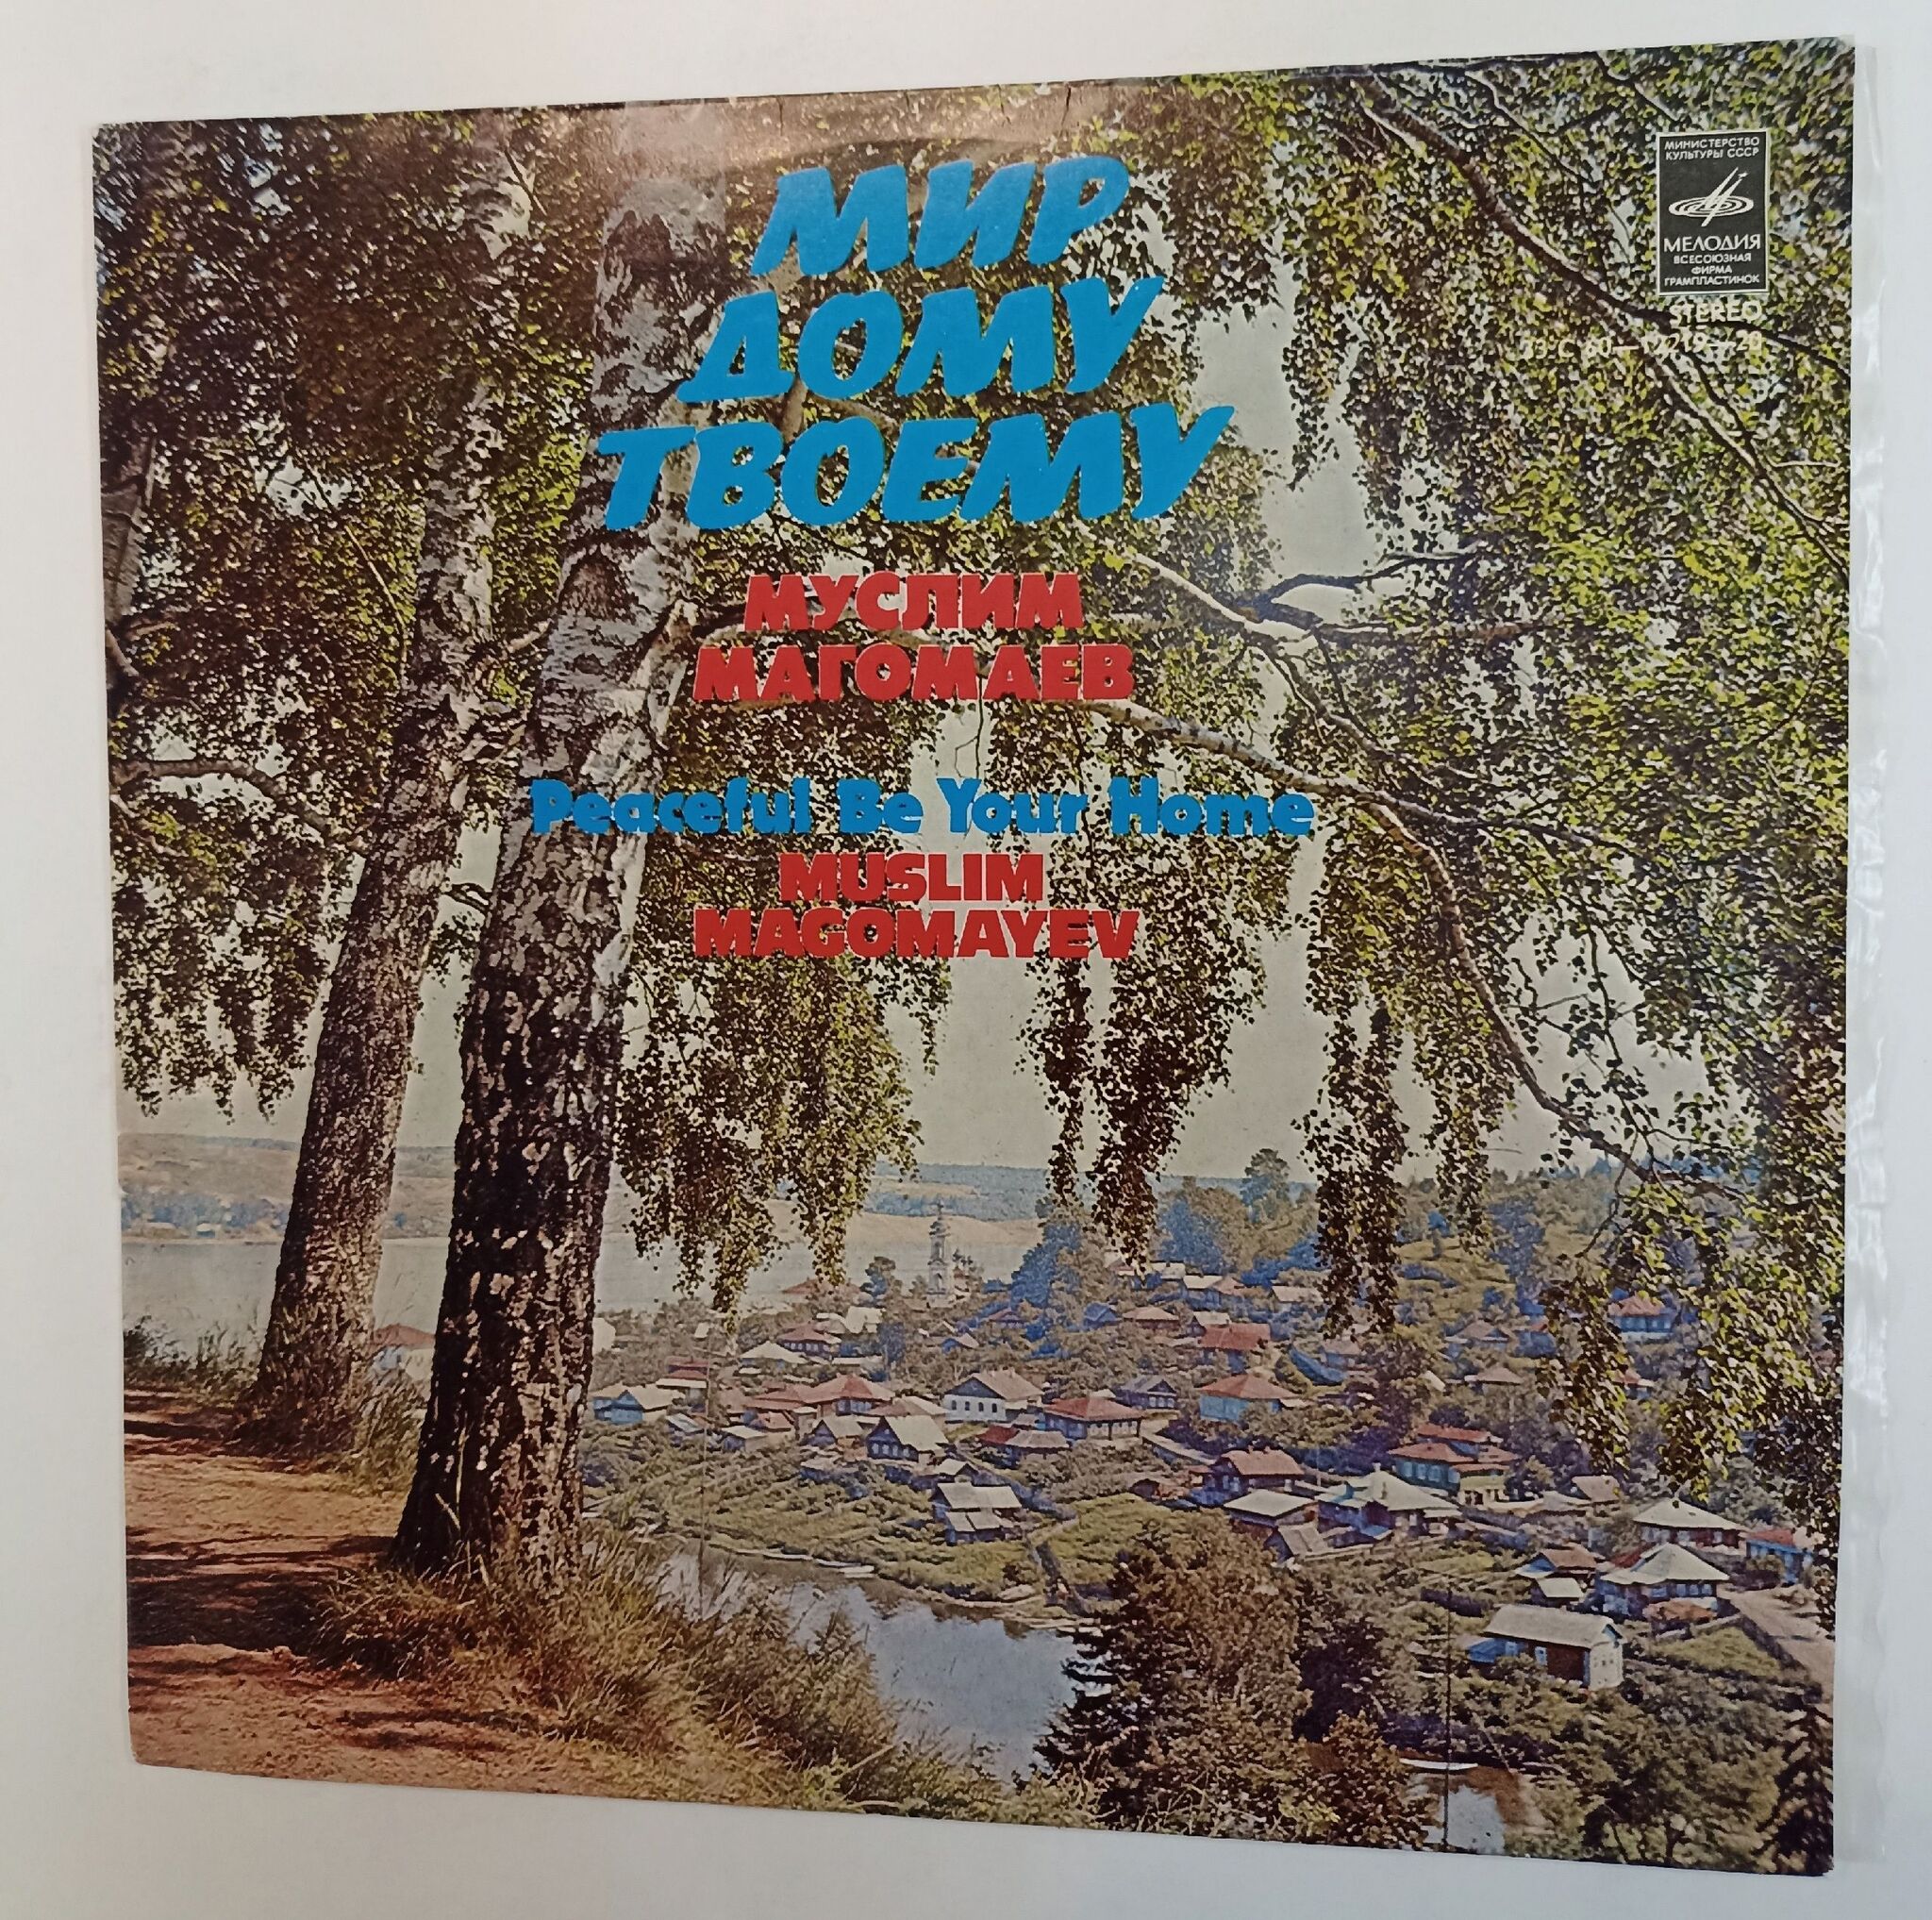 МИНИСТЕРСТВО
КУЛЬТУРЫ СССР
МЕЛОДИЯ
ВСЕСОЮЗНАЯ
ФИРМА
ГРАМПЛАСТИНОК
STEREO
МИР
ДОМУ
ТВОЕМУ
МУСЛИМ
МАГОМАЕВ
Peaceful Be Your Home
MUSLIM
MAGOMAYEV